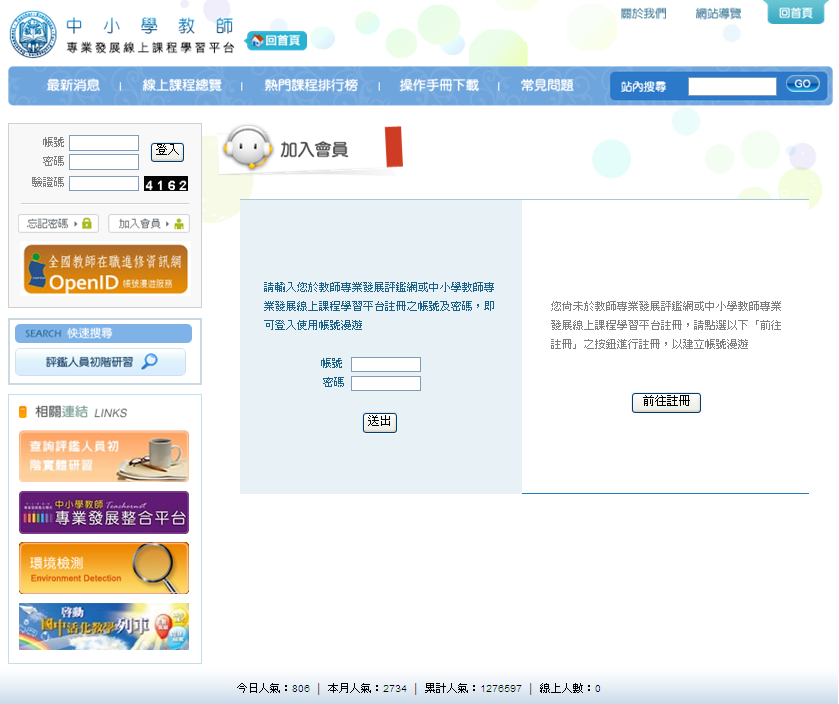 中小學教師
專業發展線上課程學習平台
回首頁
關於我們
網站導覽
回首頁
最新消息 | 線上課程總覽 | 熱門課程排行榜 | 操作手冊下載 | 常見問題
站內搜尋
GO
帳號
密碼
登入
驗證碼
4162
忘記密碼
加入會員
全國教師在職進修資訊網
OpenID 帳號漫遊服務
SEARCH 快速搜尋
評鑑人員初階研習
相關連結 LINKS
查詢評鑑人員初
階實體研習
中小學教師 Teachernet
專業發展整合平台
環境檢測
Environment Detection
啓動
國中活化教學列車
加入會員
請輸入您於教師專業發展評鑑網或中小學教師專
業發展線上課程學習平台註冊之帳號及密碼，即
可登入使用帳號漫遊
帳號
密碼
送出
您尚未於教師專業發展評鑑網或中小學教師專業
發展線上課程學習平台註冊，請點選以下「前往
註冊」之按鈕進行註冊，以建立帳號漫遊
前往註冊
今日人氣：806 | 本月人氣：2734 | 累計人氣：1276597 | 線上人數：0